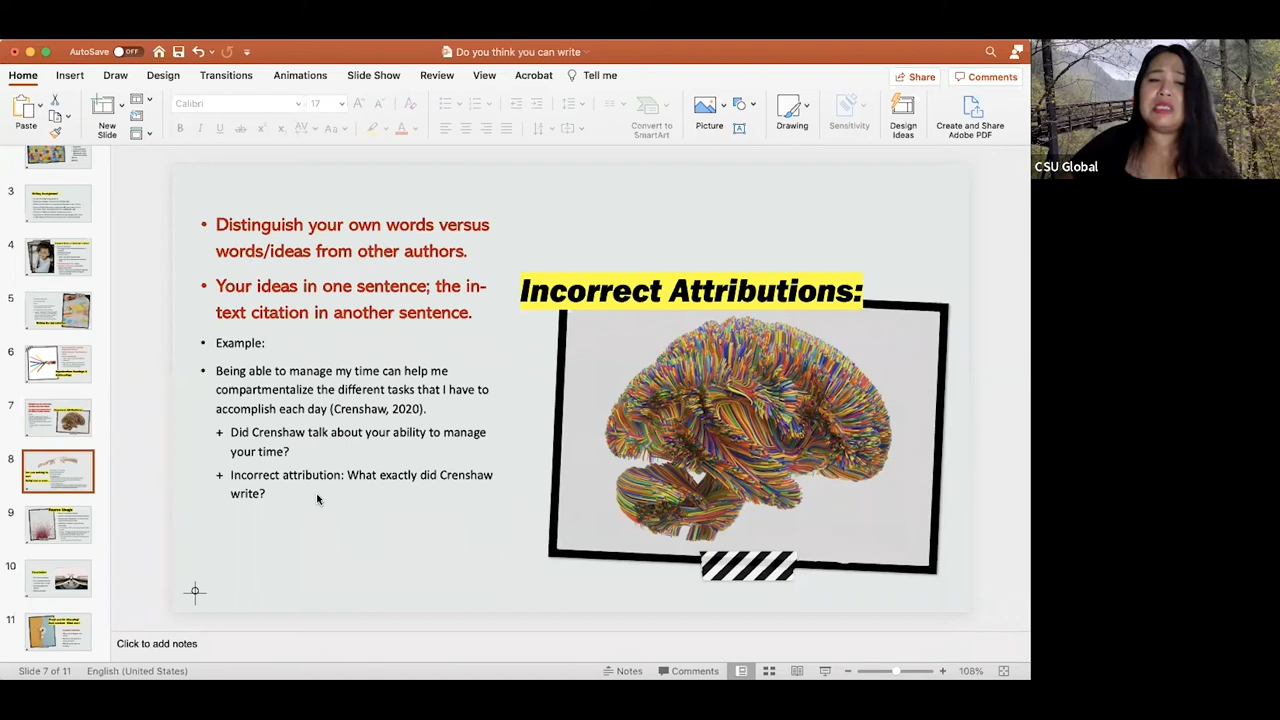 AutoSave OFF
Do you think you can write
Home Insert Draw Design Transitions Animations Slide Show Review View Acrobat Tell me
Share Comments
Paste
New Slide
Calibri 17
Convert to SmartArt
Picture
Drawing
Sensitivity
Design Ideas
Create and Share Adobe PDF
CSU Global
3
4
5
6
7
8
9
10
11
• Distinguish your own words versus
words/ideas from other authors.
• Your ideas in one sentence; the in-
text citation in another sentence.
• Example:
• Being able to manage my time can help me
compartmentalize the different tasks that I have to
accomplish each day (Crenshaw, 2020).
+ Did Crenshaw talk about your ability to manage
your time?
+ Incorrect attribution: What exactly did Crenshaw
write?
Incorrect Attributions:
Click to add notes
Slide 7 of 11 English (United States) Notes Comments 108%